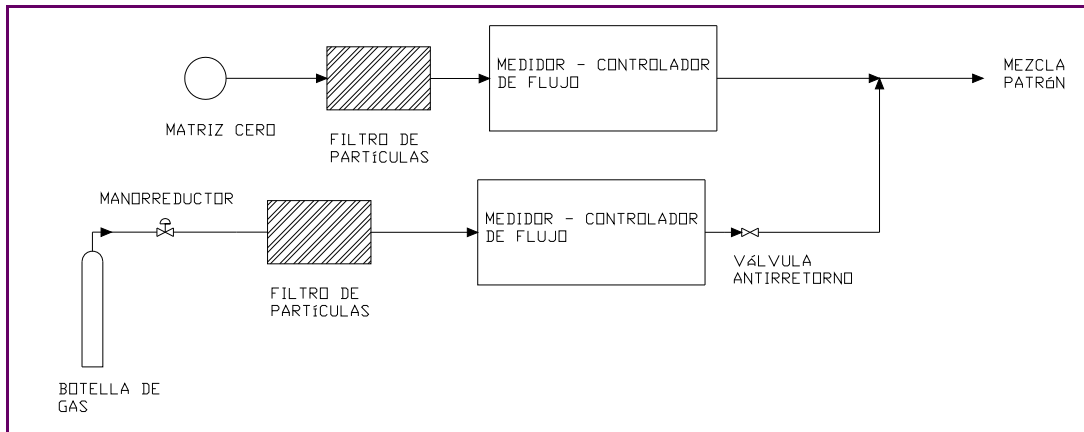 MEDIDOR - CONTROLADOR
DE FLUJO
MEZCLA
PATRóN
MATRIZ CERO
FILTRO DE
PARTíCULAS
MANORREDUCTOR
MEDIDOR - CONTROLADOR
DE FLUJO
VáLVULA
ANTIRRETORNO
FILTRO DE
PARTíCULAS
BOTELLA DE
GAS